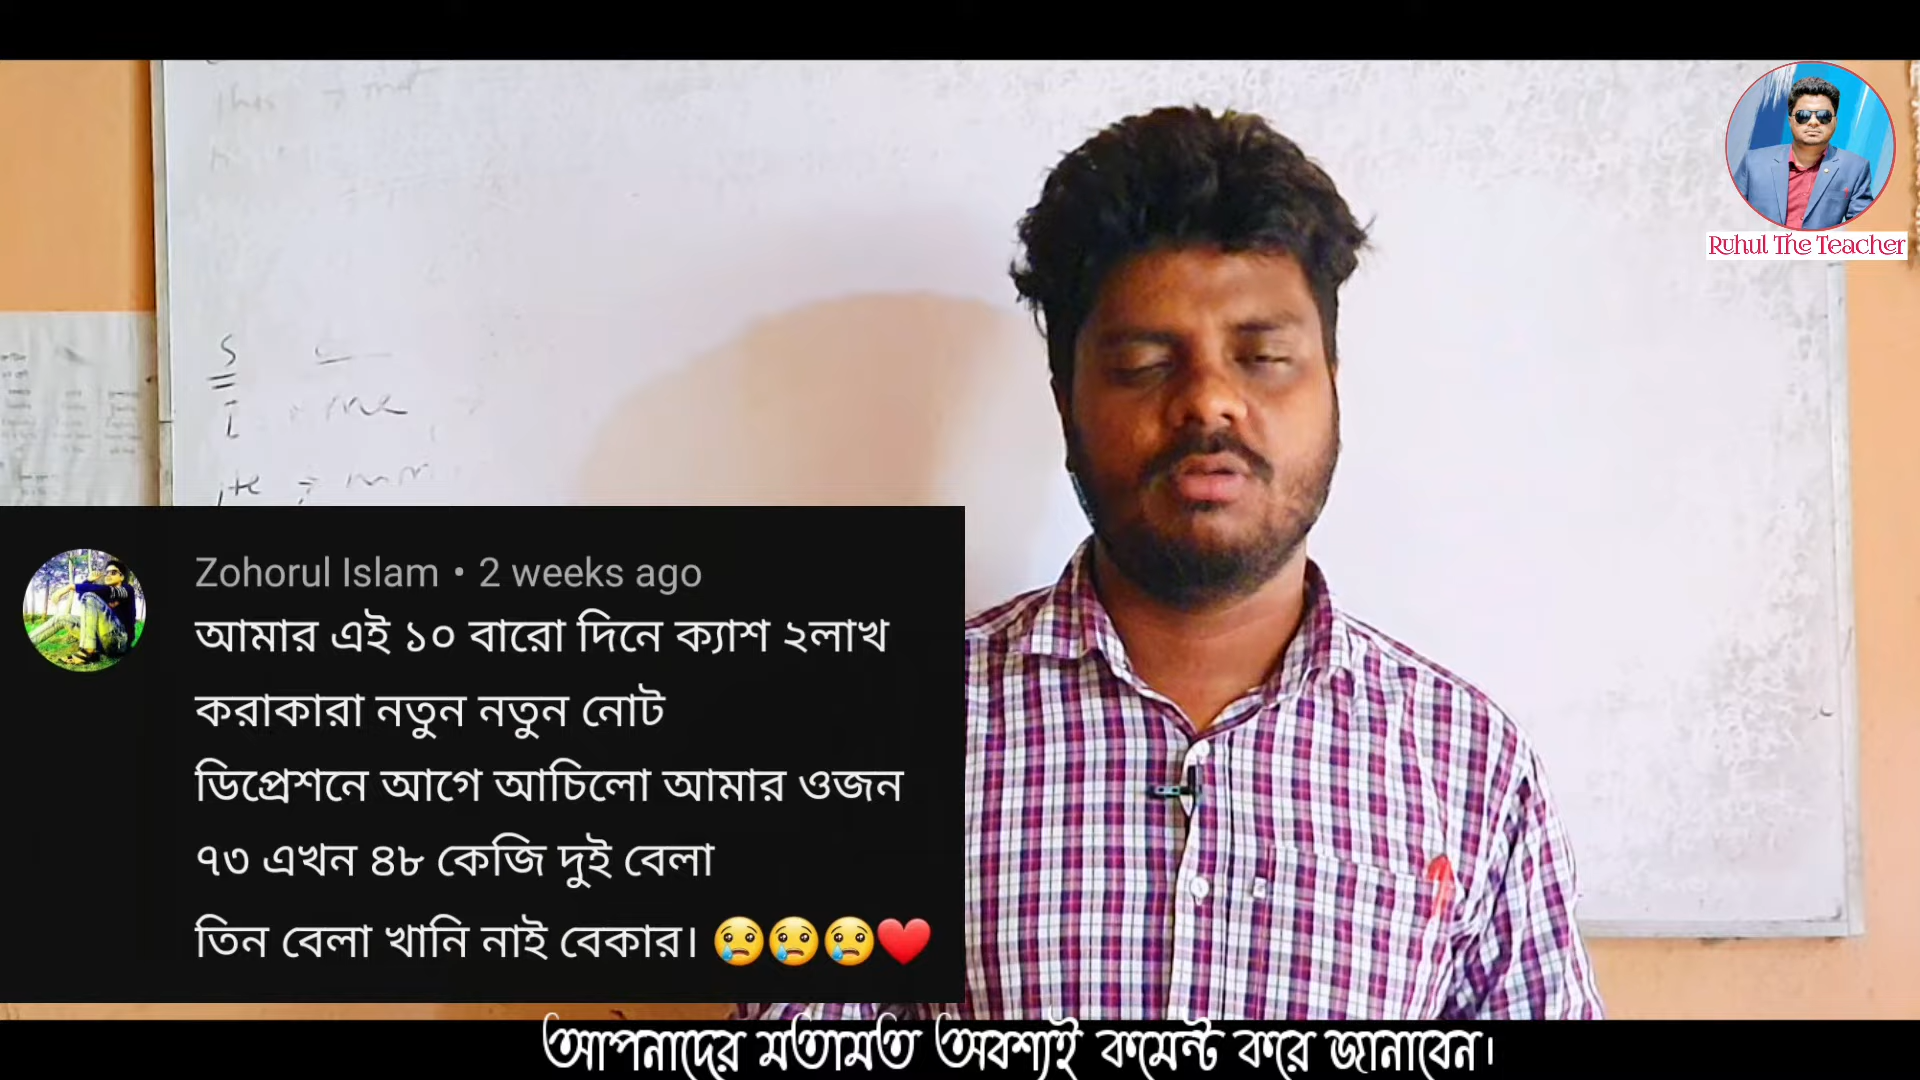 Ruhul The Teacher
S
I me
Zohorul Islam • 2 weeks ago
আমার এই ১০ বারো দিনে ক্যাশ ২লাখ
করাকারা নতুন নতুন নোট
ডিপ্রেশনে আগে আচিলো আমার ওজন
৭৩ এখন ৪৮ কেজি দুই বেলা
তিন বেলা খানি নাই বেকার। 😢😢😢❤️
আপনাদের মতামত অবশ্যই কমেন্ট করে জানাবেন।